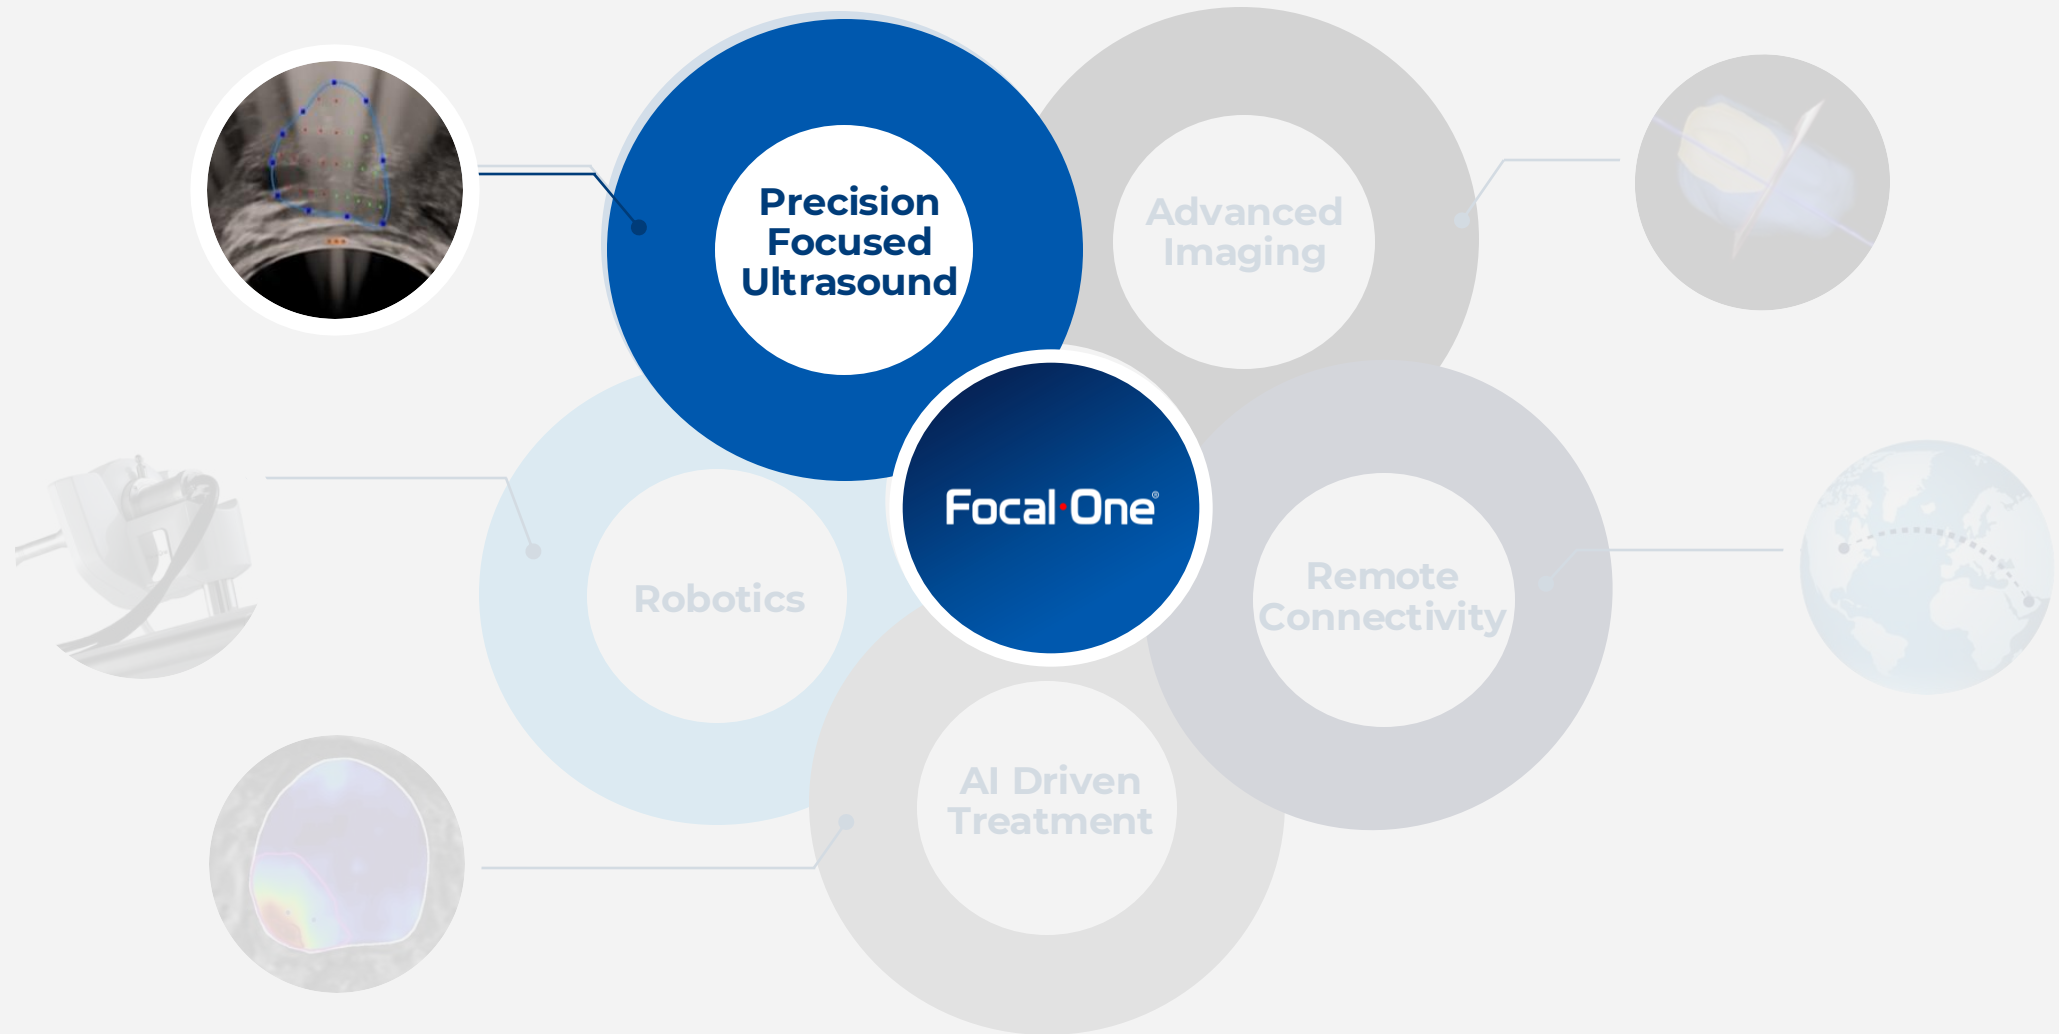 Precision
Focused
Ultrasound
Advanced
Imaging
Focal·One®
Robotics
Remote
Connectivity
AI Driven
Treatment